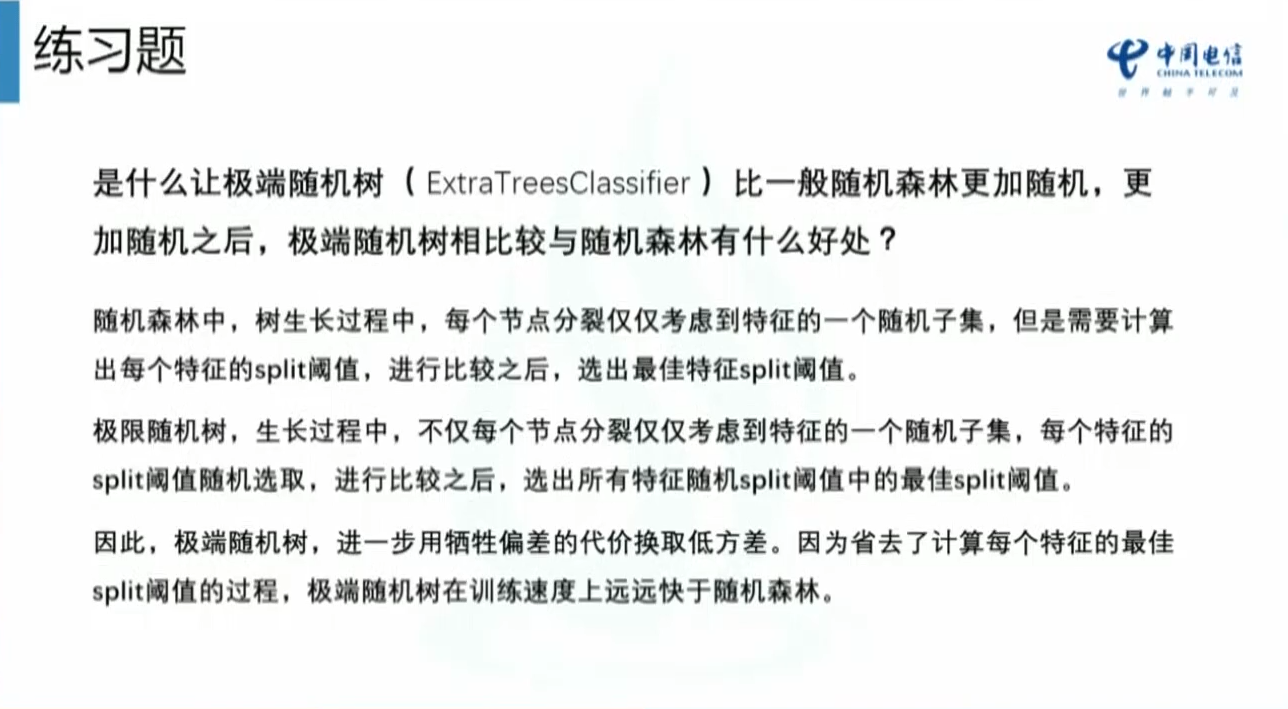 练习题
中国电信
CHINA TELECOM
世 界 触 手 可 及
是什么让极端随机树（ExtraTreesClassifier）比一般随机森林更加随机，更
加随机之后，极端随机树相比较与随机森林有什么好处？
随机森林中，树生长过程中，每个节点分裂仅仅考虑到特征的一个随机子集，但是需要计算
出每个特征的split阈值，进行比较之后，选出最佳特征split阈值。
极限随机树，生长过程中，不仅每个节点分裂仅仅考虑到特征的一个随机子集，每个特征的
split阈值随机选取，进行比较之后，选出所有特征随机split阈值中的最佳split阈值。
因此，极端随机树，进一步用牺牲偏差的代价换取低方差。因为省去了计算每个特征的最佳
split阈值的过程，极端随机树在训练速度上远远快于随机森林。